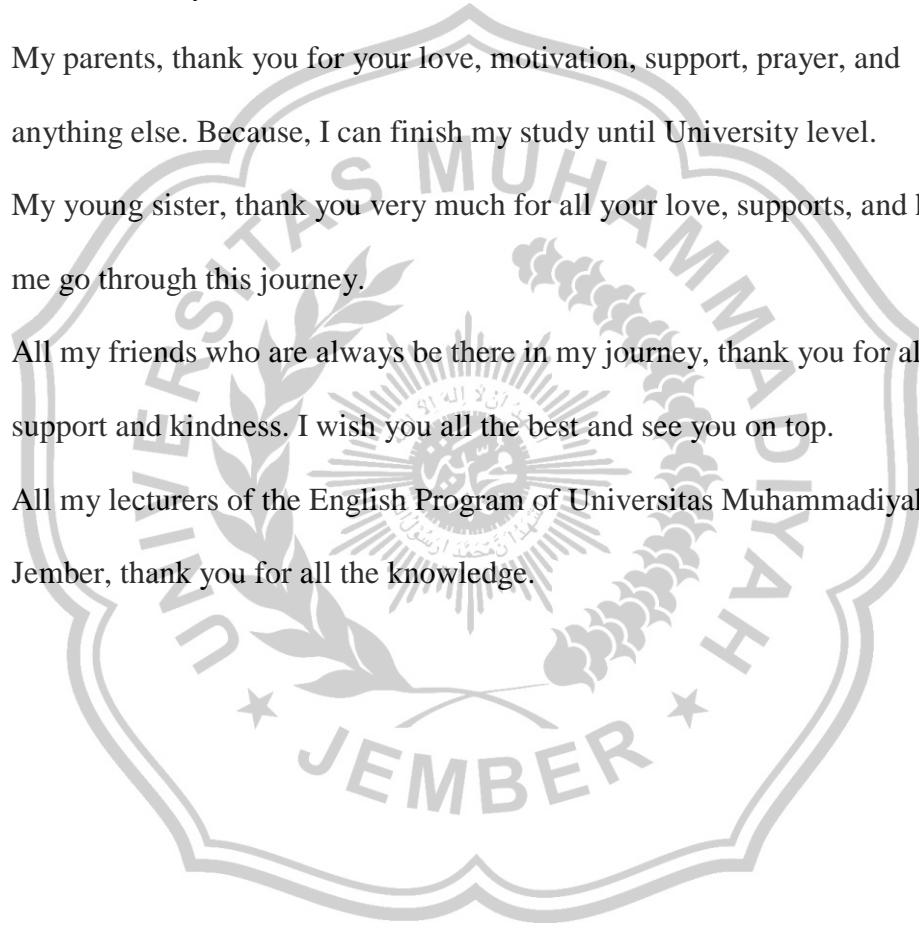 My parents, thank you for your love, motivation, support, prayer, and
anything else. Because, I can finish my study until University level.
My young sister, thank you very much for all your love, supports, and
me go through this journey.
All my friends who are always be there in my journey, thank you for
support and kindness. I wish you all the best and see you on top.
All my lecturers of the English Program of Universitas Muhammadiyah
Jember, thank you for all the knowledge.
UNIVERSITAS MUHAMMADIYAH
JEMBER